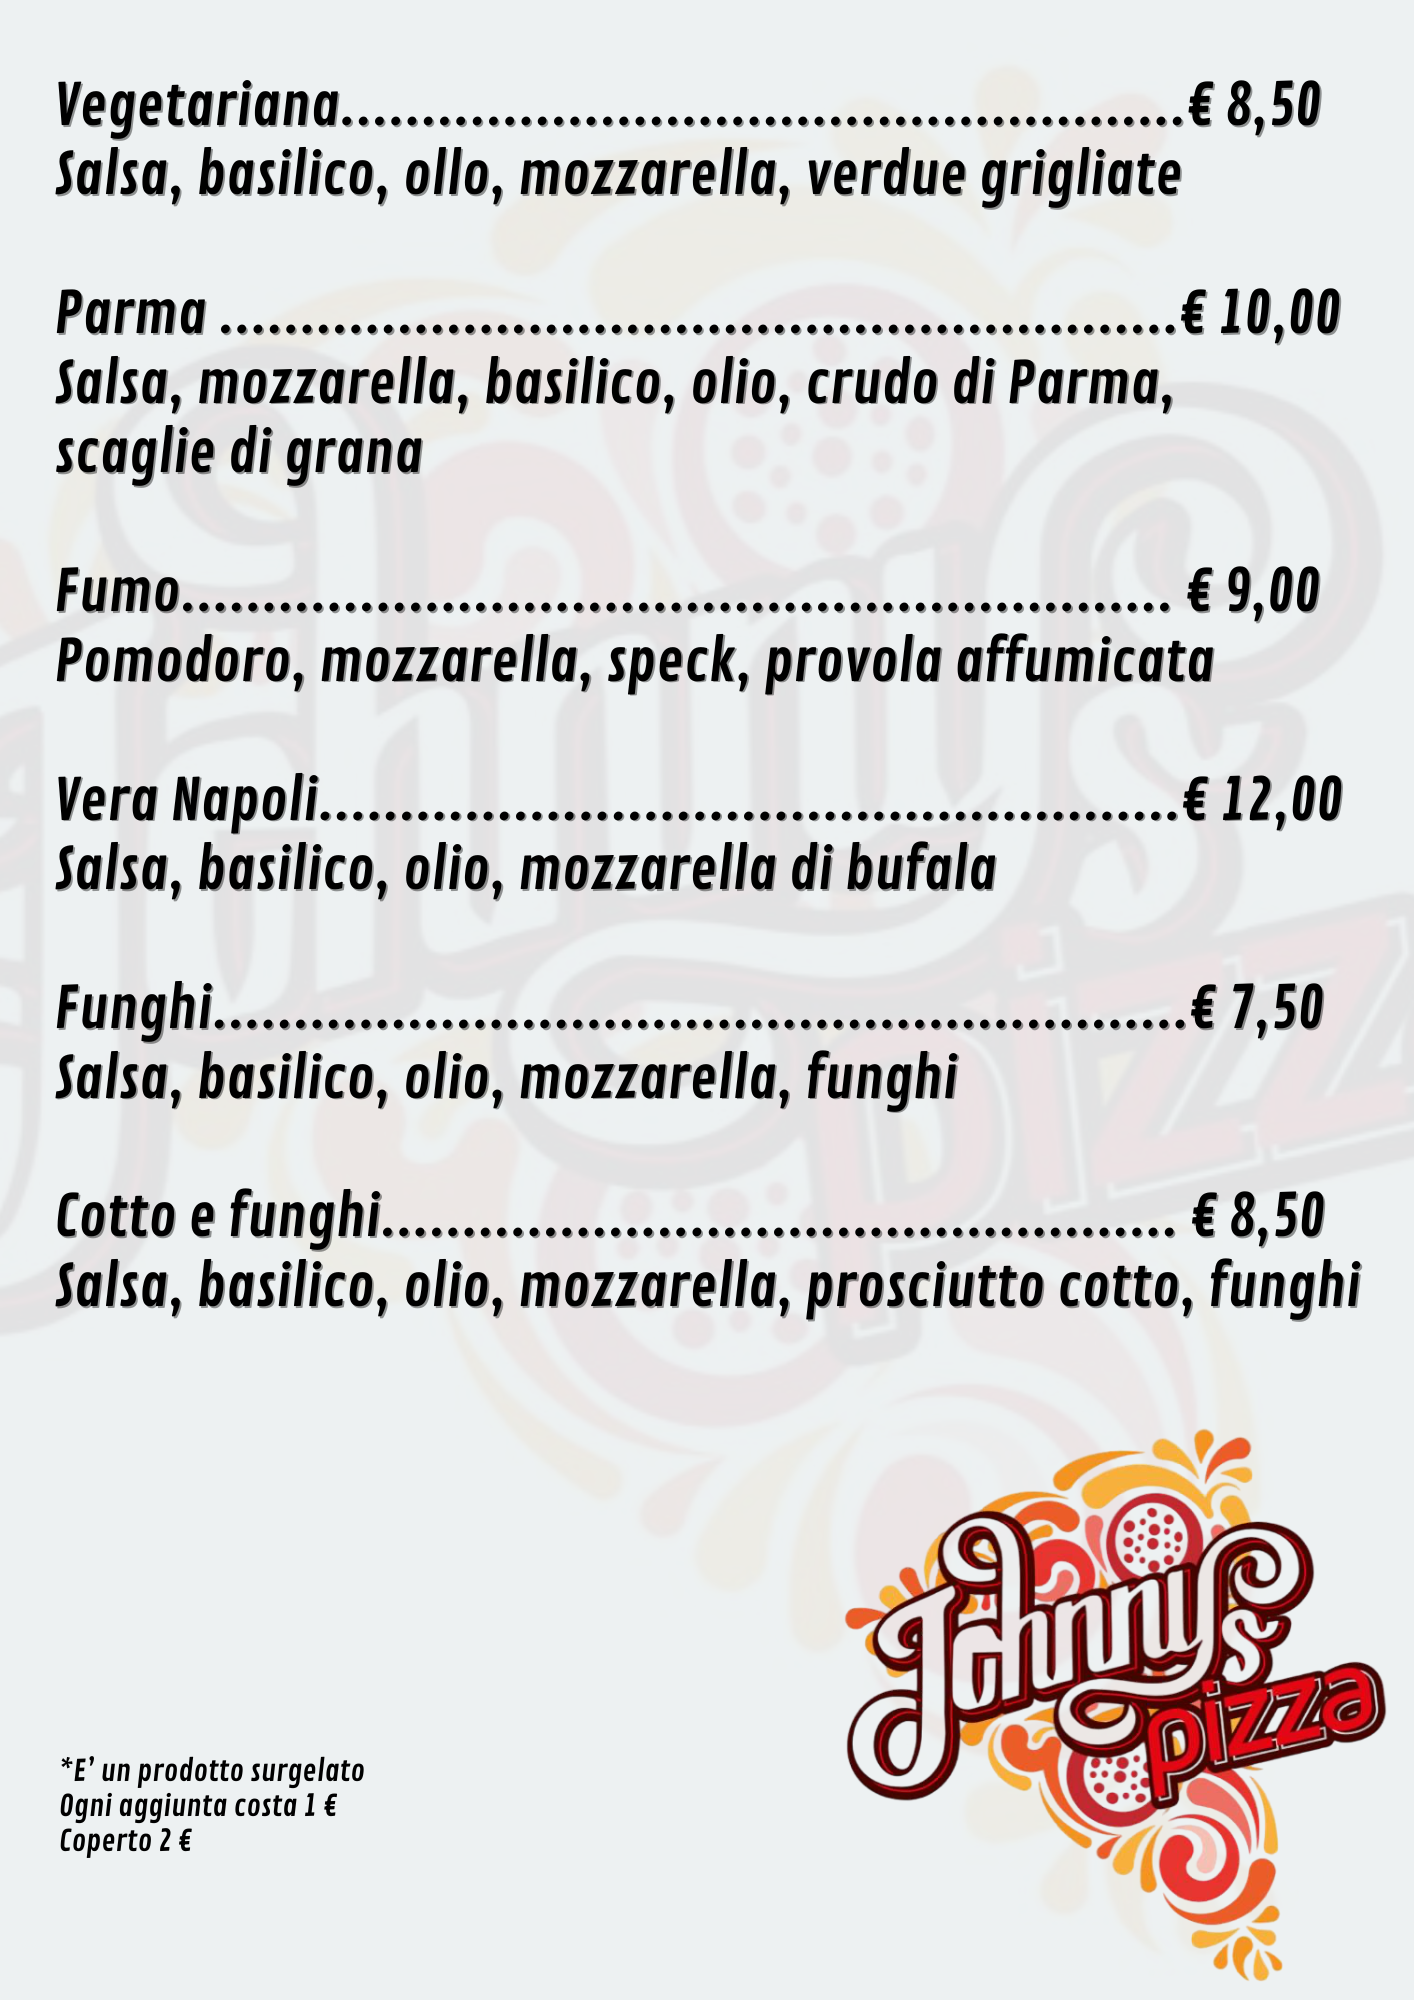 Vegetariana.....................................................€ 8,50
Salsa, basilico, ollo, mozzarella, verdue grigliate
Parma ............................................................€ 10,00
Salsa, mozzarella, basilico, olio, crudo di Parma,
scaglie di grana
Fumo.............................................................. € 9,00
Pomodoro, mozzarella, speck, provola affumicata
Vera Napoli......................................................€ 12,00
Salsa, basilico, olio, mozzarella di bufala
Funghi.............................................................€ 7,50
Salsa, basilico, olio, mozzarella, funghi
Cotto e funghi.................................................. € 8,50
Salsa, basilico, olio, mozzarella, prosciutto cotto, funghi
Johnny's
pizza
*E’ un prodotto surgelato
Ogni aggiunta costa 1 €
Coperto 2 €